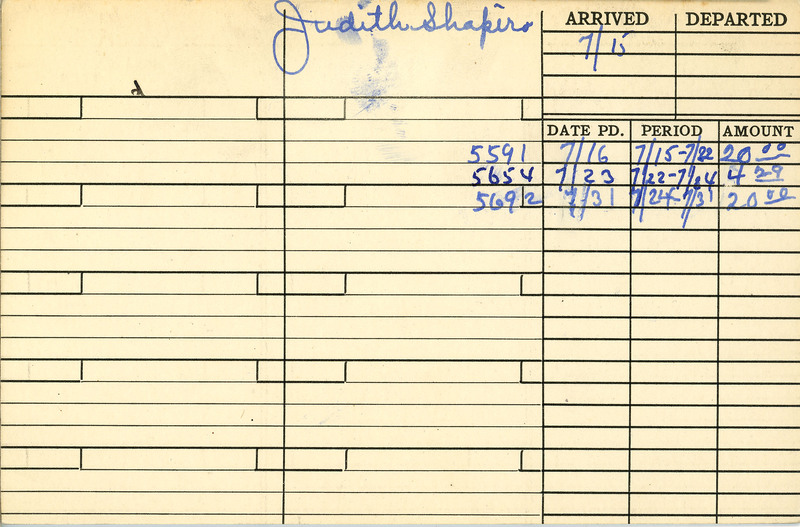 Judith Shapiro
ARRIVED DEPARTED
7/15
DATE PD. PERIOD AMOUNT
5591 7/16 7/15-7/22 20 00
5654 7/23 7/22-7/24 4 29
5692 7/31 7/24-7/31 20 00